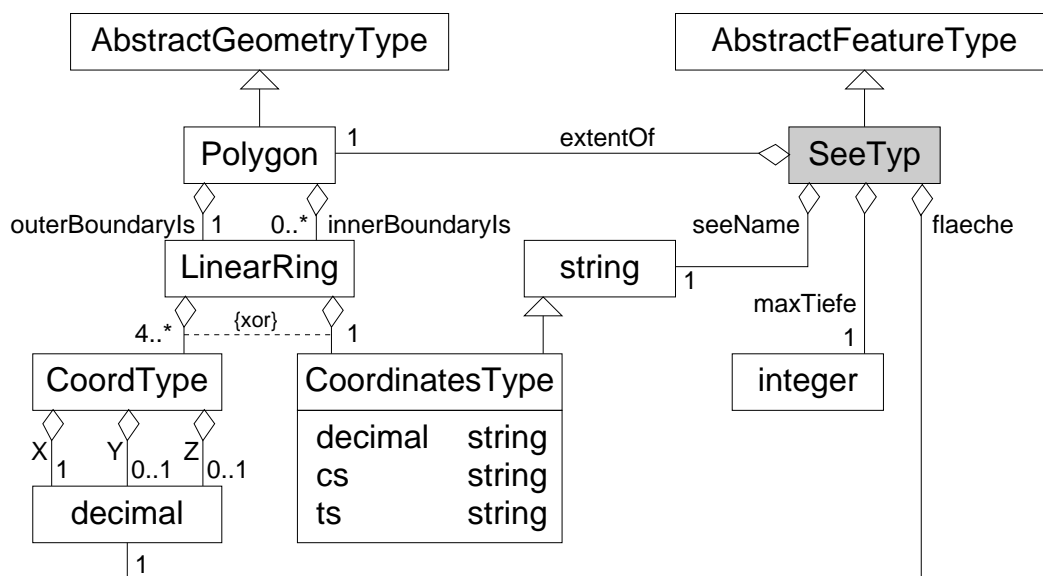 AbstractGeometryType
AbstractFeatureType
Polygon
1
extentOf
SeeTyp
outerBoundaryIs
1
0..*
innerBoundaryIs
seeName
flaeche
LinearRing
string
1
4..*
{xor}
1
maxTiefe
1
CoordType
CoordinatesType
integer
decimal string
cs string
ts string
X
1
Y
0..1
Z
0..1
decimal
1